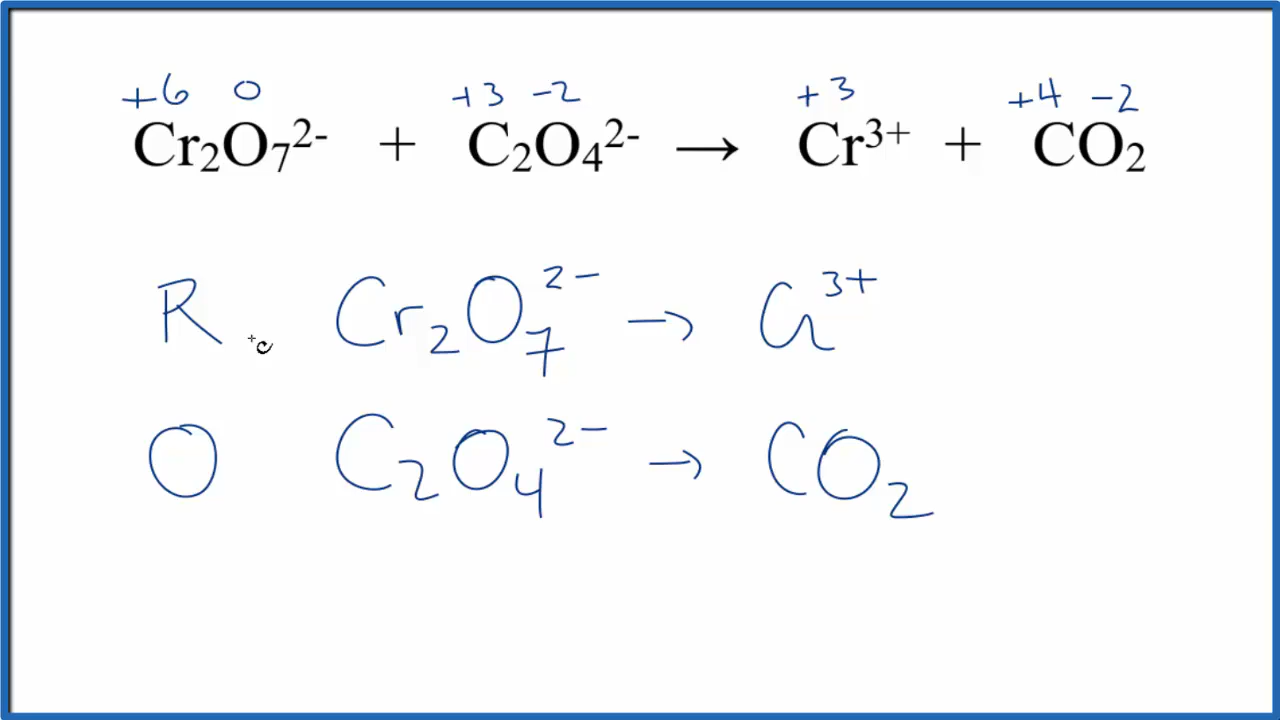 +6 0 +3 -2 +3 +4 -2
Cr₂O₇²⁻ + C₂O₄²⁻ → Cr³⁺ + CO₂
R Cr₂O₇²⁻ → Cr³⁺
O C₂O₄²⁻ → CO₂